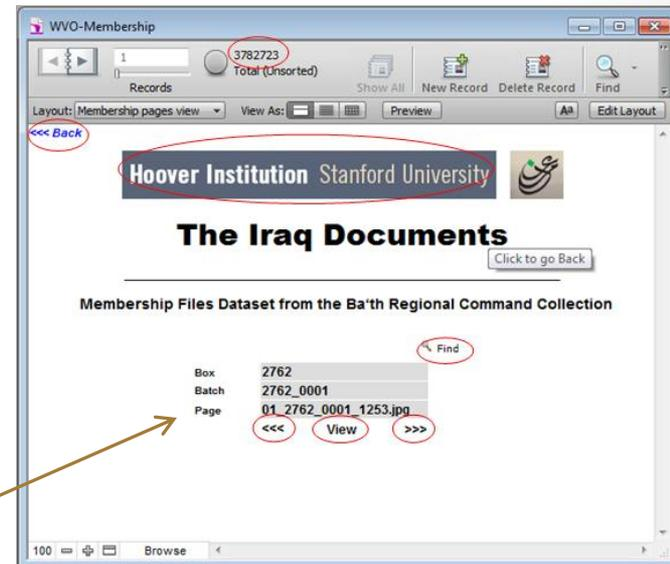 WVO-Membership
1
3782723
Total (Unsorted)
Records
Show All
New Record
Delete Record
Find
Layout: Membership pages view
View As:
Preview
Aa
Edit Layout
<<< Back
Hoover Institution Stanford University
The Iraq Documents
Click to go Back
Membership Files Dataset from the Ba'th Regional Command Collection
Find
Box 2762
Batch 2762_0001
Page 01_2762_0001_1253.jpg
<<< View >>>
100 Browse